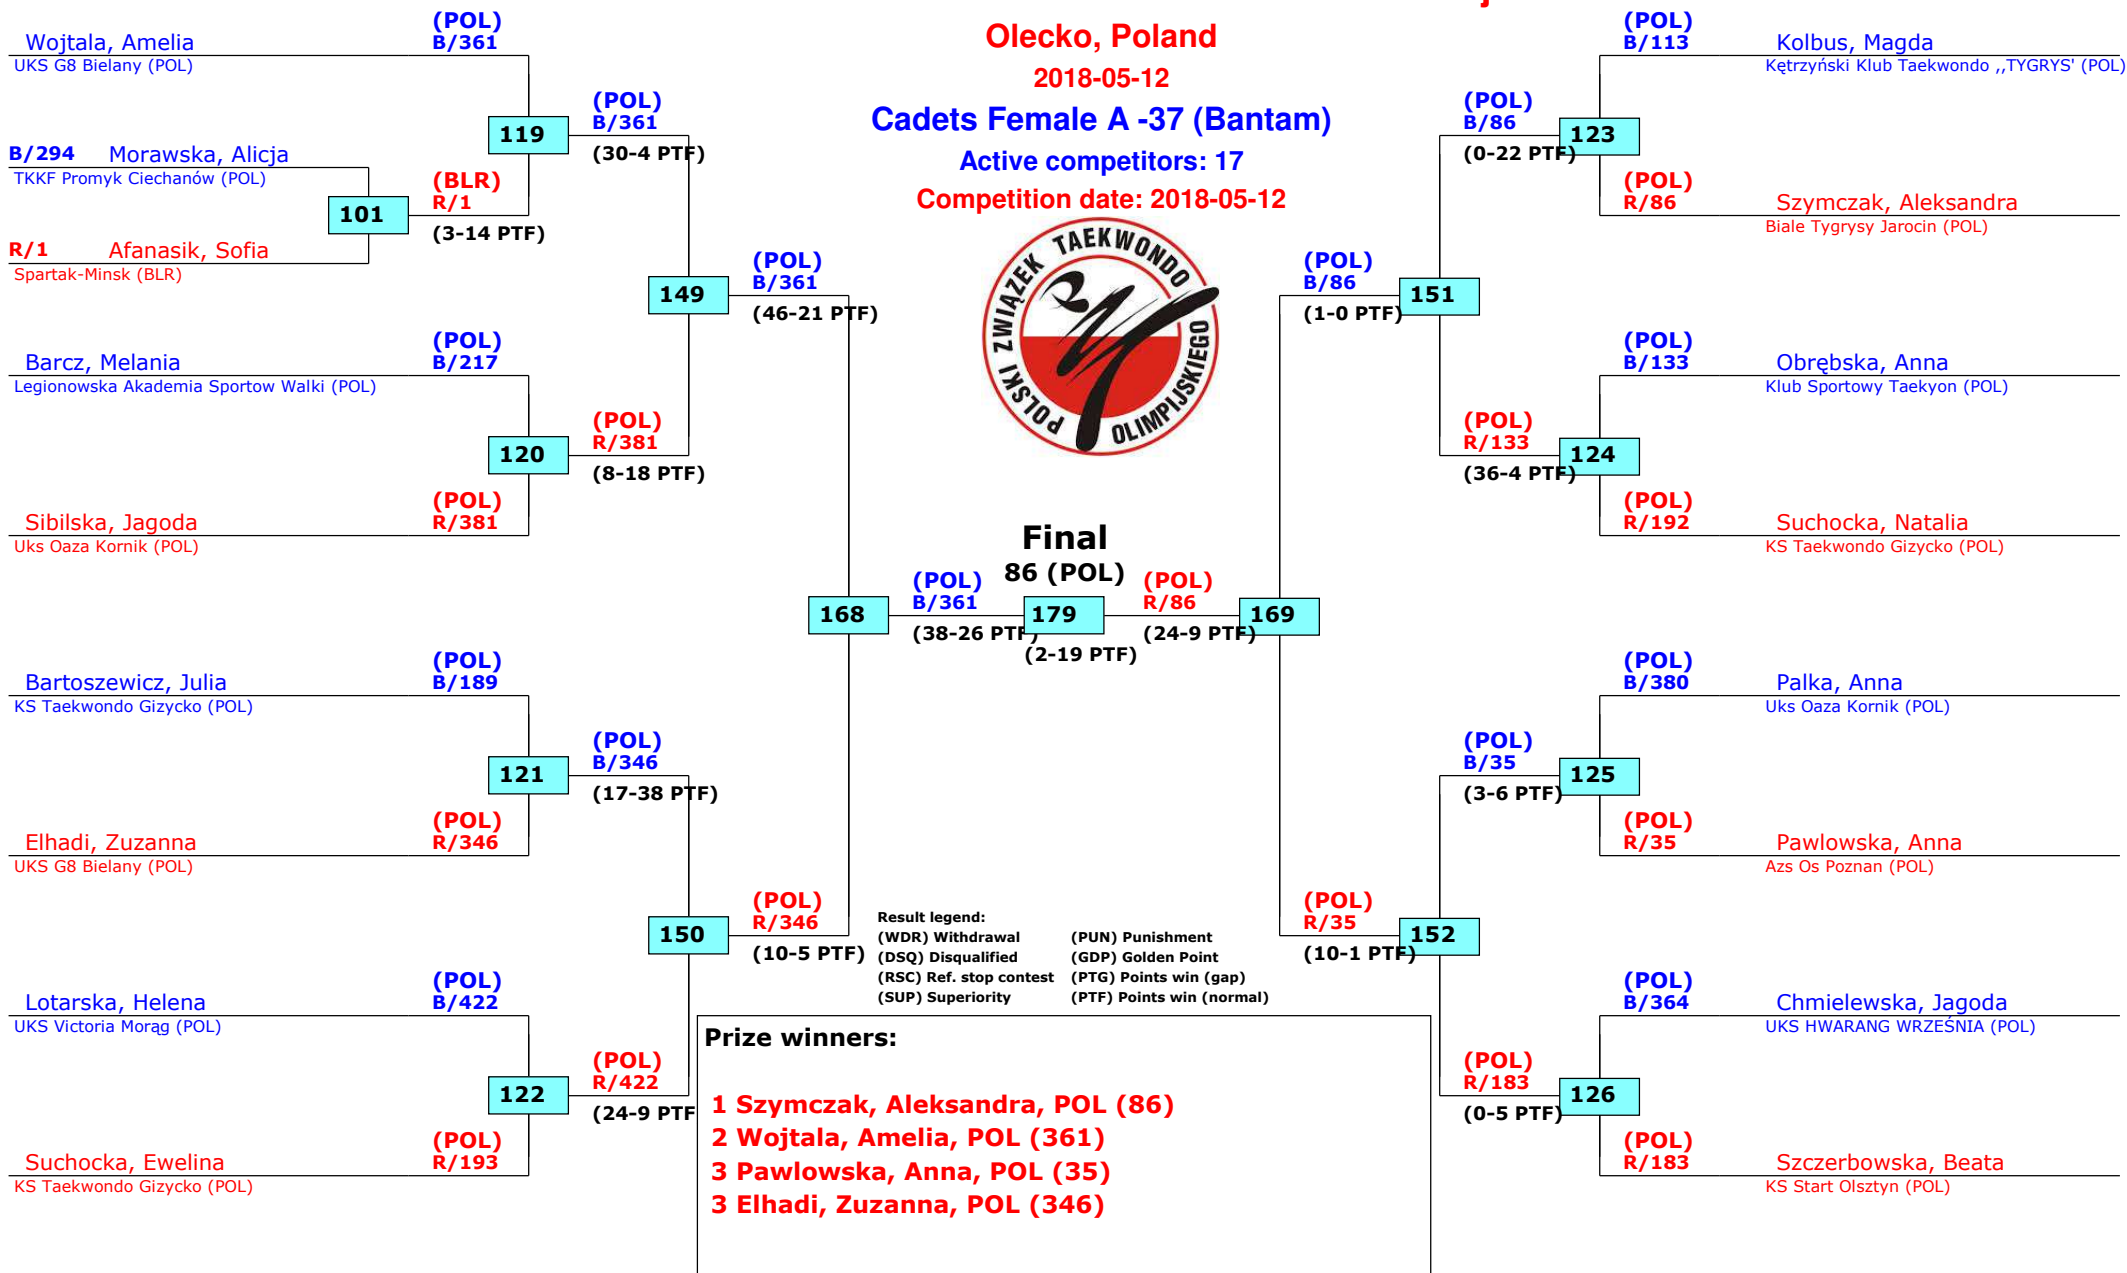 Olecko, Poland
2018-05-12
Cadets Female A -37 (Bantam)
Active competitors: 17
Competition date: 2018-05-12
POLSKI ZWIĄZEK TAEKWONDO OLIMPIJSKIEGO
(POL)
Wojtala, Amelia B/361
UKS G8 Bielany (POL)
B/294 Morawska, Alicja
TKKF Promyk Ciechanów (POL)
R/1 Afanasik, Sofia
Spartak-Minsk (BLR)
101
(BLR)
R/1
(3-14 PTF)
119
(POL)
B/361
(30-4 PTF)
(POL)
Barcz, Melania B/217
Legionowska Akademia Sportow Walki (POL)
(POL)
Sibilska, Jagoda R/381
Uks Oaza Kornik (POL)
120
(POL)
R/381
(8-18 PTF)
149
(POL)
B/361
(46-21 PTF)
(POL)
Bartoszewicz, Julia B/189
KS Taekwondo Gizycko (POL)
(POL)
Elhadi, Zuzanna R/346
UKS G8 Bielany (POL)
121
(POL)
B/346
(17-38 PTF)
(POL)
Lotarska, Helena B/422
UKS Victoria Morąg (POL)
(POL)
Suchocka, Ewelina R/193
KS Taekwondo Gizycko (POL)
122
(POL)
R/422
(24-9 PTF
150
(POL)
R/346
(10-5 PTF)
168
(POL)
B/361
(38-26 PTF)
Final
86 (POL)
179
(2-19 PTF)
(POL)
R/86
(24-9 PTF)
169
(POL)
B/86
(1-0 PTF)
151
(POL)
B/86
(0-22 PTF)
123
(POL)
B/113 Kolbus, Magda
Kętrzyński Klub Taekwondo ,,TYGRYS' (POL)
(POL)
R/86 Szymczak, Aleksandra
Biale Tygrysy Jarocin (POL)
(POL)
R/133
(36-4 PTF)
124
(POL)
B/133 Obrębska, Anna
Klub Sportowy Taekyon (POL)
(POL)
R/192 Suchocka, Natalia
KS Taekwondo Gizycko (POL)
(POL)
R/35
(10-1 PTF)
152
(POL)
B/35
(3-6 PTF)
125
(POL)
B/380 Palka, Anna
Uks Oaza Kornik (POL)
(POL)
R/35 Pawlowska, Anna
Azs Os Poznan (POL)
(POL)
R/183
(0-5 PTF)
126
(POL)
B/364 Chmielewska, Jagoda
UKS HWARANG WRZEŚNIA (POL)
(POL)
R/183 Szczerbowska, Beata
KS Start Olsztyn (POL)
Result legend:
(WDR) Withdrawal (PUN) Punishment
(DSQ) Disqualified (GDP) Golden Point
(RSC) Ref. stop contest (PTG) Points win (gap)
(SUP) Superiority (PTF) Points win (normal)
Prize winners:
1 Szymczak, Aleksandra, POL (86)
2 Wojtala, Amelia, POL (361)
3 Pawlowska, Anna, POL (35)
3 Elhadi, Zuzanna, POL (346)